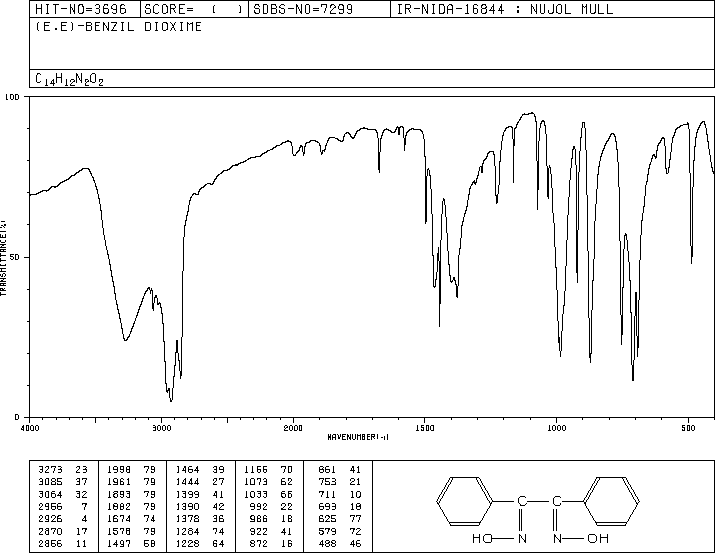 HIT-NO=3696 SCORE= ( ) SDBS-NO=7299 IR-NIDA-16844 : NUJOL MULL
(E,E)-BENZIL DIOXIME
C14H12N2O2
100
50
0
TRANSMITTANCE(%)
4000 3000 2000 1500 1000 500
WAVENUMBER(-1)
3273 23 1998 79 1464 39 1166 70 861 41
3085 37 1961 79 1444 27 1073 62 753 21
3064 32 1893 79 1399 41 1033 66 711 10
2956 7 1882 79 1390 42 992 22 693 18
2926 4 1674 74 1378 36 986 18 625 77
2870 17 1578 79 1284 74 922 41 579 72
2856 11 1497 58 1228 64 872 16 488 46
C C
HO N N OH